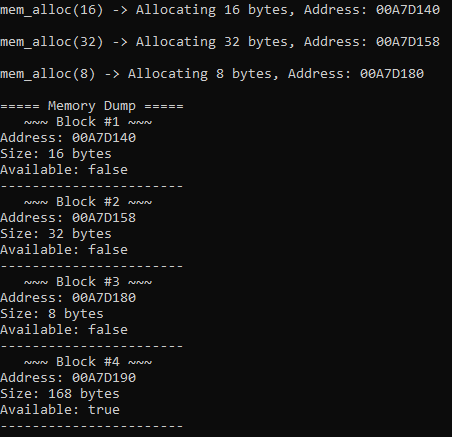 mem_alloc(16) -> Allocating 16 bytes, Address: 00A7D140
mem_alloc(32) -> Allocating 32 bytes, Address: 00A7D158
mem_alloc(8) -> Allocating 8 bytes, Address: 00A7D180
===== Memory Dump =====
~~~ Block #1 ~~~
Address: 00A7D140
Size: 16 bytes
Available: false
-----------------------
~~~ Block #2 ~~~
Address: 00A7D158
Size: 32 bytes
Available: false
-----------------------
~~~ Block #3 ~~~
Address: 00A7D180
Size: 8 bytes
Available: false
-----------------------
~~~ Block #4 ~~~
Address: 00A7D190
Size: 168 bytes
Available: true
-----------------------